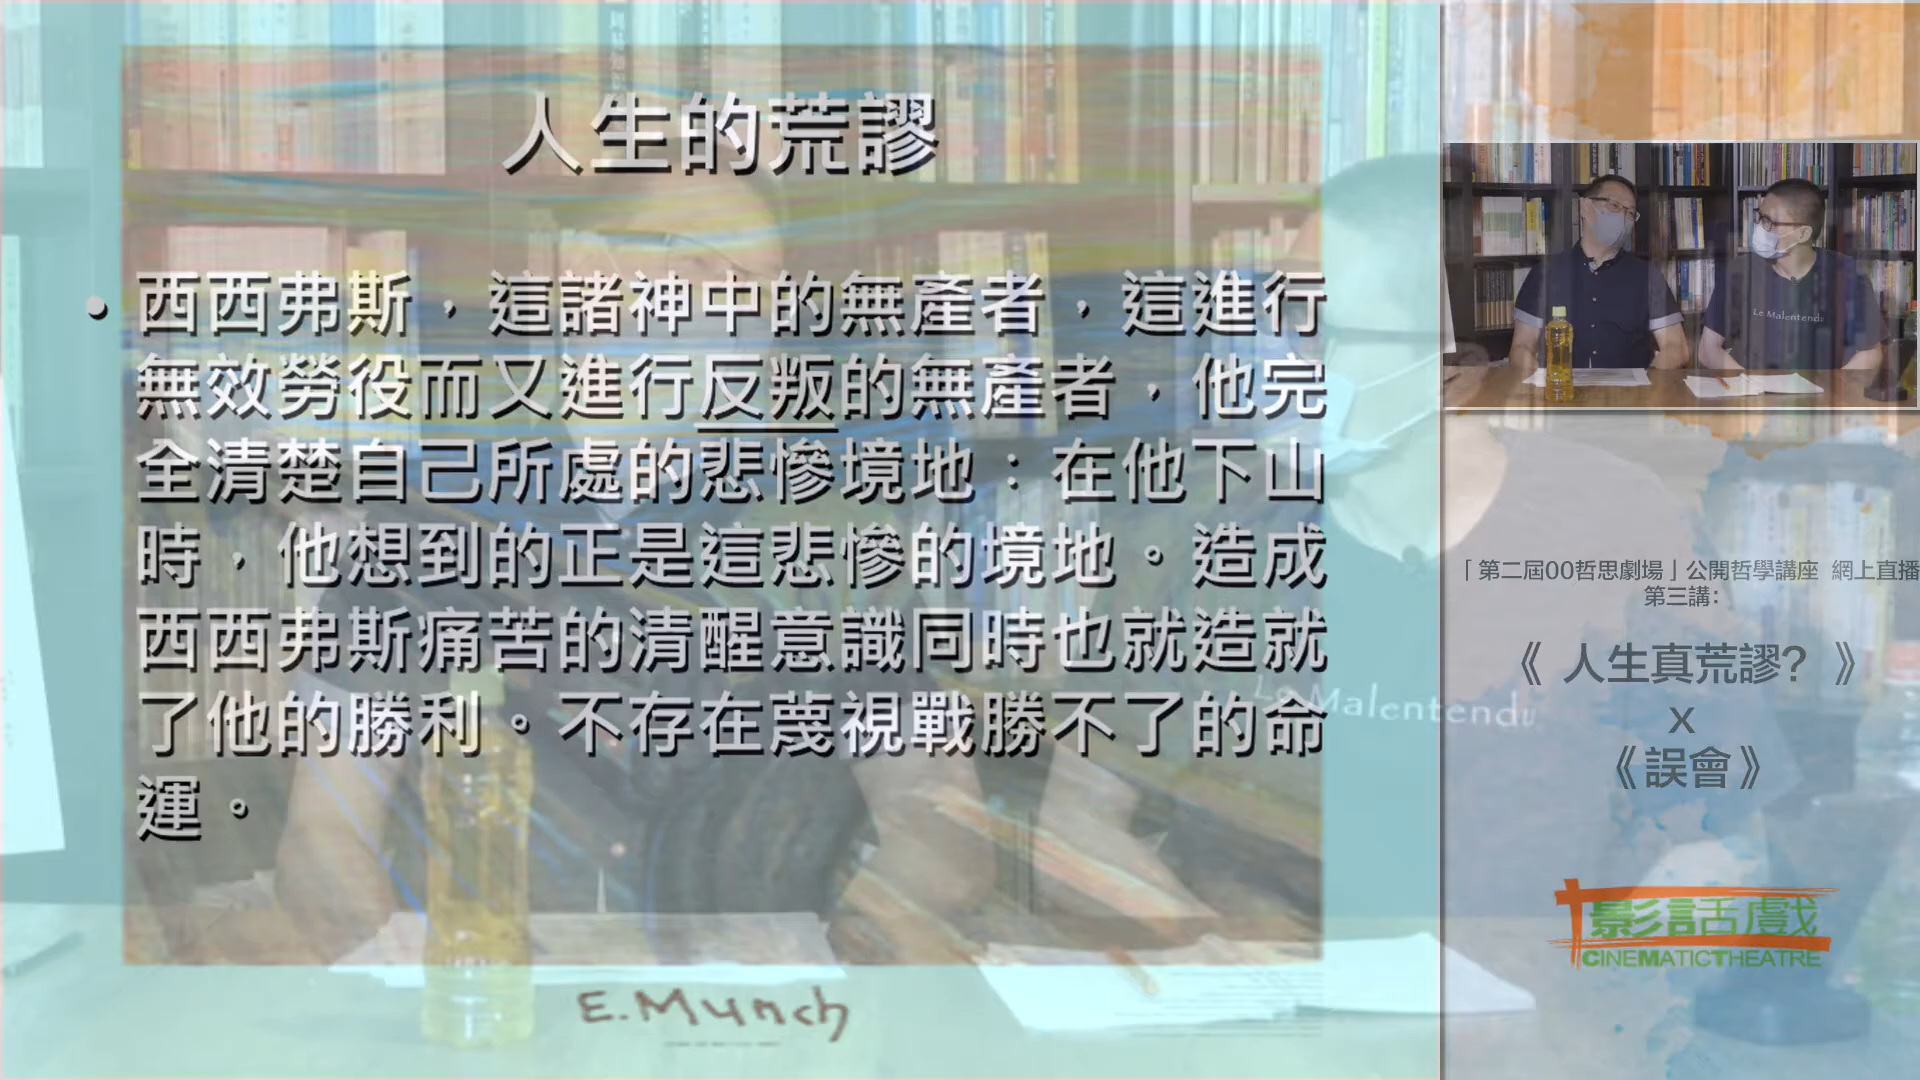 人生的荒謬
• 西西弗斯，這諸神中的無產者，這進行
無效勞役而又進行反叛的無產者，他完
全清楚自己所處的悲慘境地：在他下山
時，他想到的正是這悲慘的境地。造成
西西弗斯痛苦的清醒意識同時也就造就
了他的勝利。不存在蔑視戰勝不了的命
運。
E.Munch
Le Malentendu
Le Malentendu
「第二屆OO哲思劇場」公開哲學講座 網上直播
第三講：
《 人生真荒謬？ 》
x
《誤會》
影話戲
CINEMATICTHEATRE